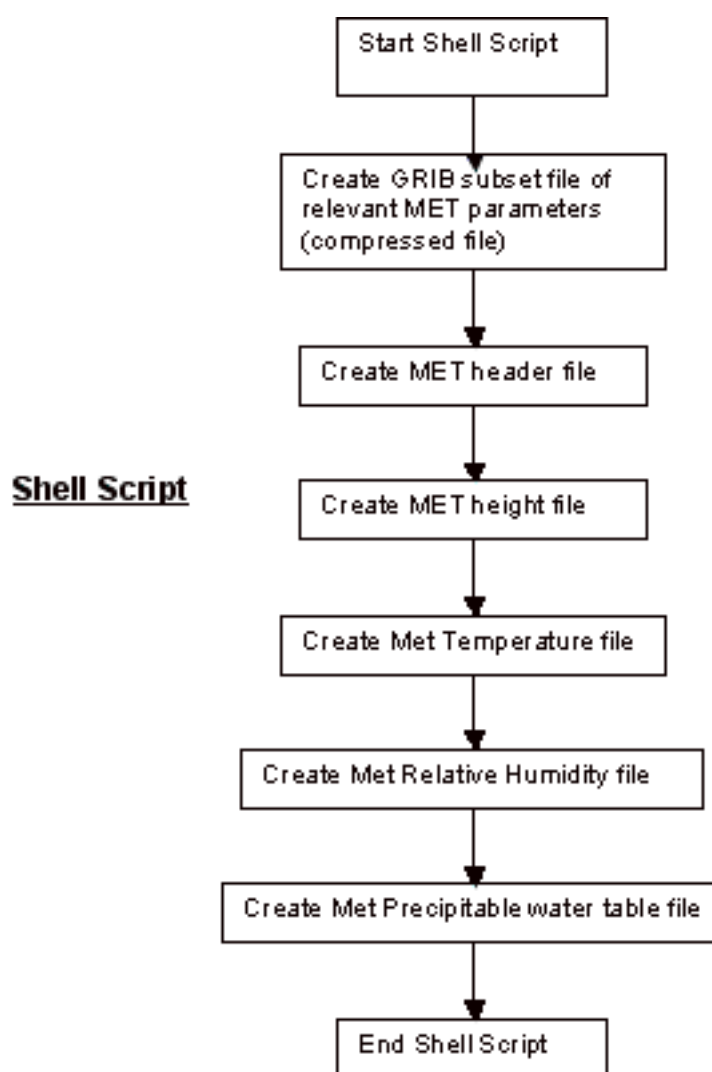 Start Shell Script
Create GRIB subset file of
relevant MET parameters
(compressed file)
Create MET header file
Shell Script
Create MET height file
Create Met Temperature file
Create Met Relative Humidity file
Create Met Precipitable water table file
End Shell Script